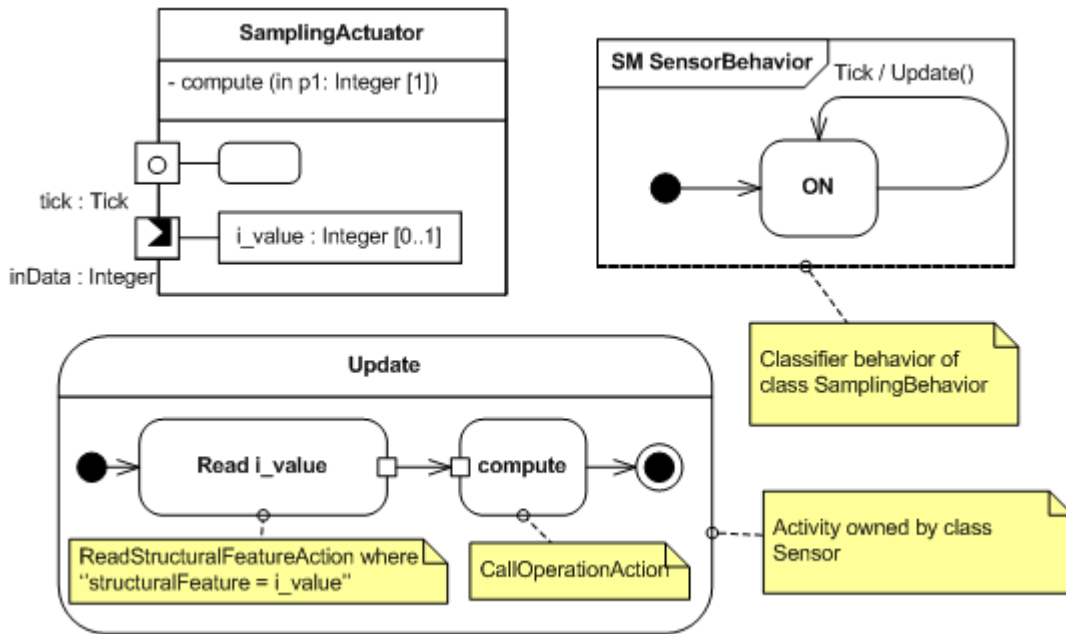 SamplingActuator
- compute (in p1: Integer [1])
tick : Tick
i_value : Integer [0..1]
inData : Integer
SM SensorBehavior
Tick / Update()
ON
Classifier behavior of
class SamplingBehavior
Update
Read i_value
compute
ReadStructuralFeatureAction where
‘’structuralFeature = i_value’’
CallOperationAction
Activity owned by class
Sensor